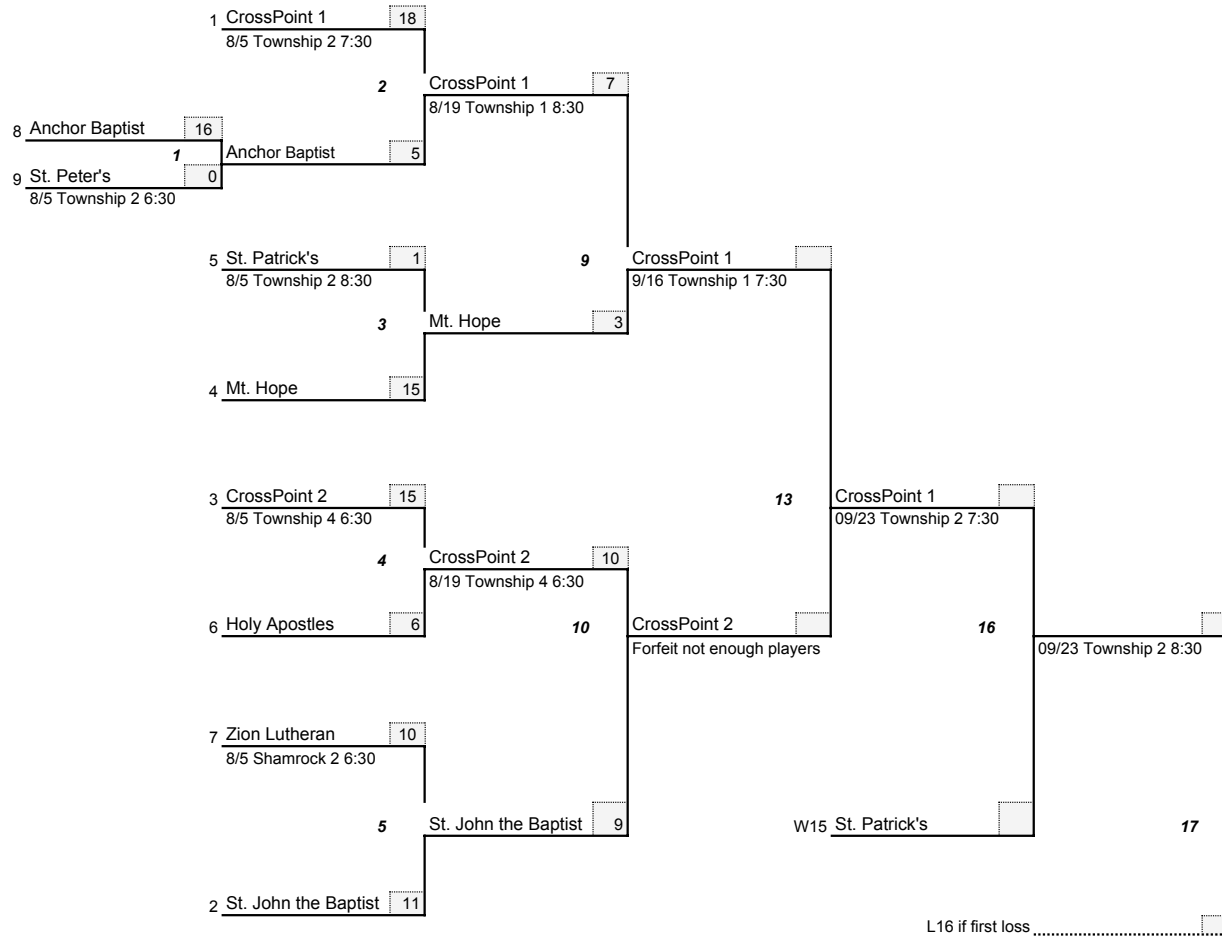 1 CrossPoint 1 18
8/5 Township 2 7:30
2 CrossPoint 1 7
8/19 Township 1 8:30
8 Anchor Baptist 16
1 Anchor Baptist 5
9 St. Peter's 0
8/5 Township 2 6:30
5 St. Patrick's 1
8/5 Township 2 8:30
9 CrossPoint 1
9/16 Township 1 7:30
3 Mt. Hope 3
4 Mt. Hope 15
3 CrossPoint 2 15
8/5 Township 4 6:30
13 CrossPoint 1
09/23 Township 2 7:30
4 CrossPoint 2 10
8/19 Township 4 6:30
6 Holy Apostles 6
10 CrossPoint 2
Forfeit not enough players
16
09/23 Township 2 8:30
7 Zion Lutheran 10
8/5 Shamrock 2 6:30
5 St. John the Baptist 9
W15 St. Patrick's
17
2 St. John the Baptist 11
L16 if first loss